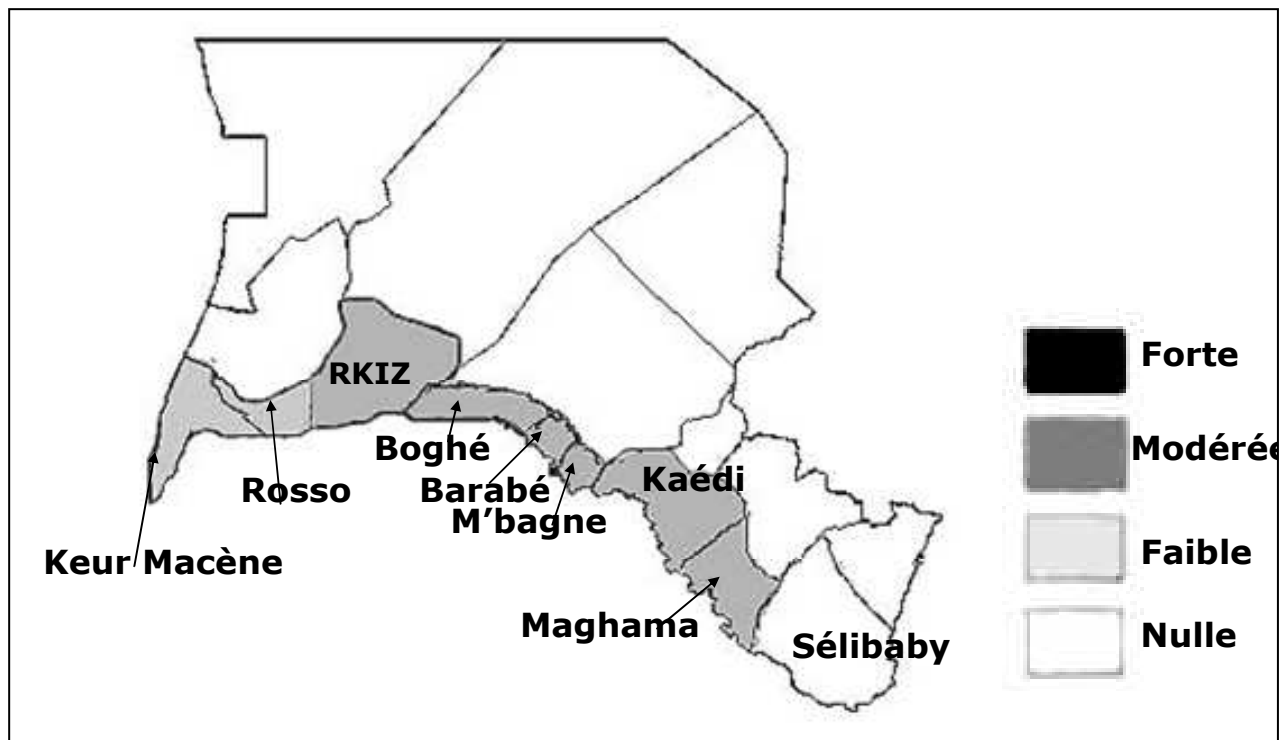 RKIZ
Boghé
Rosso
Barabé
Kaédi
M'bagne
Keur Macène
Maghama
Sélibaby
Forte
Modérée
Faible
Nulle